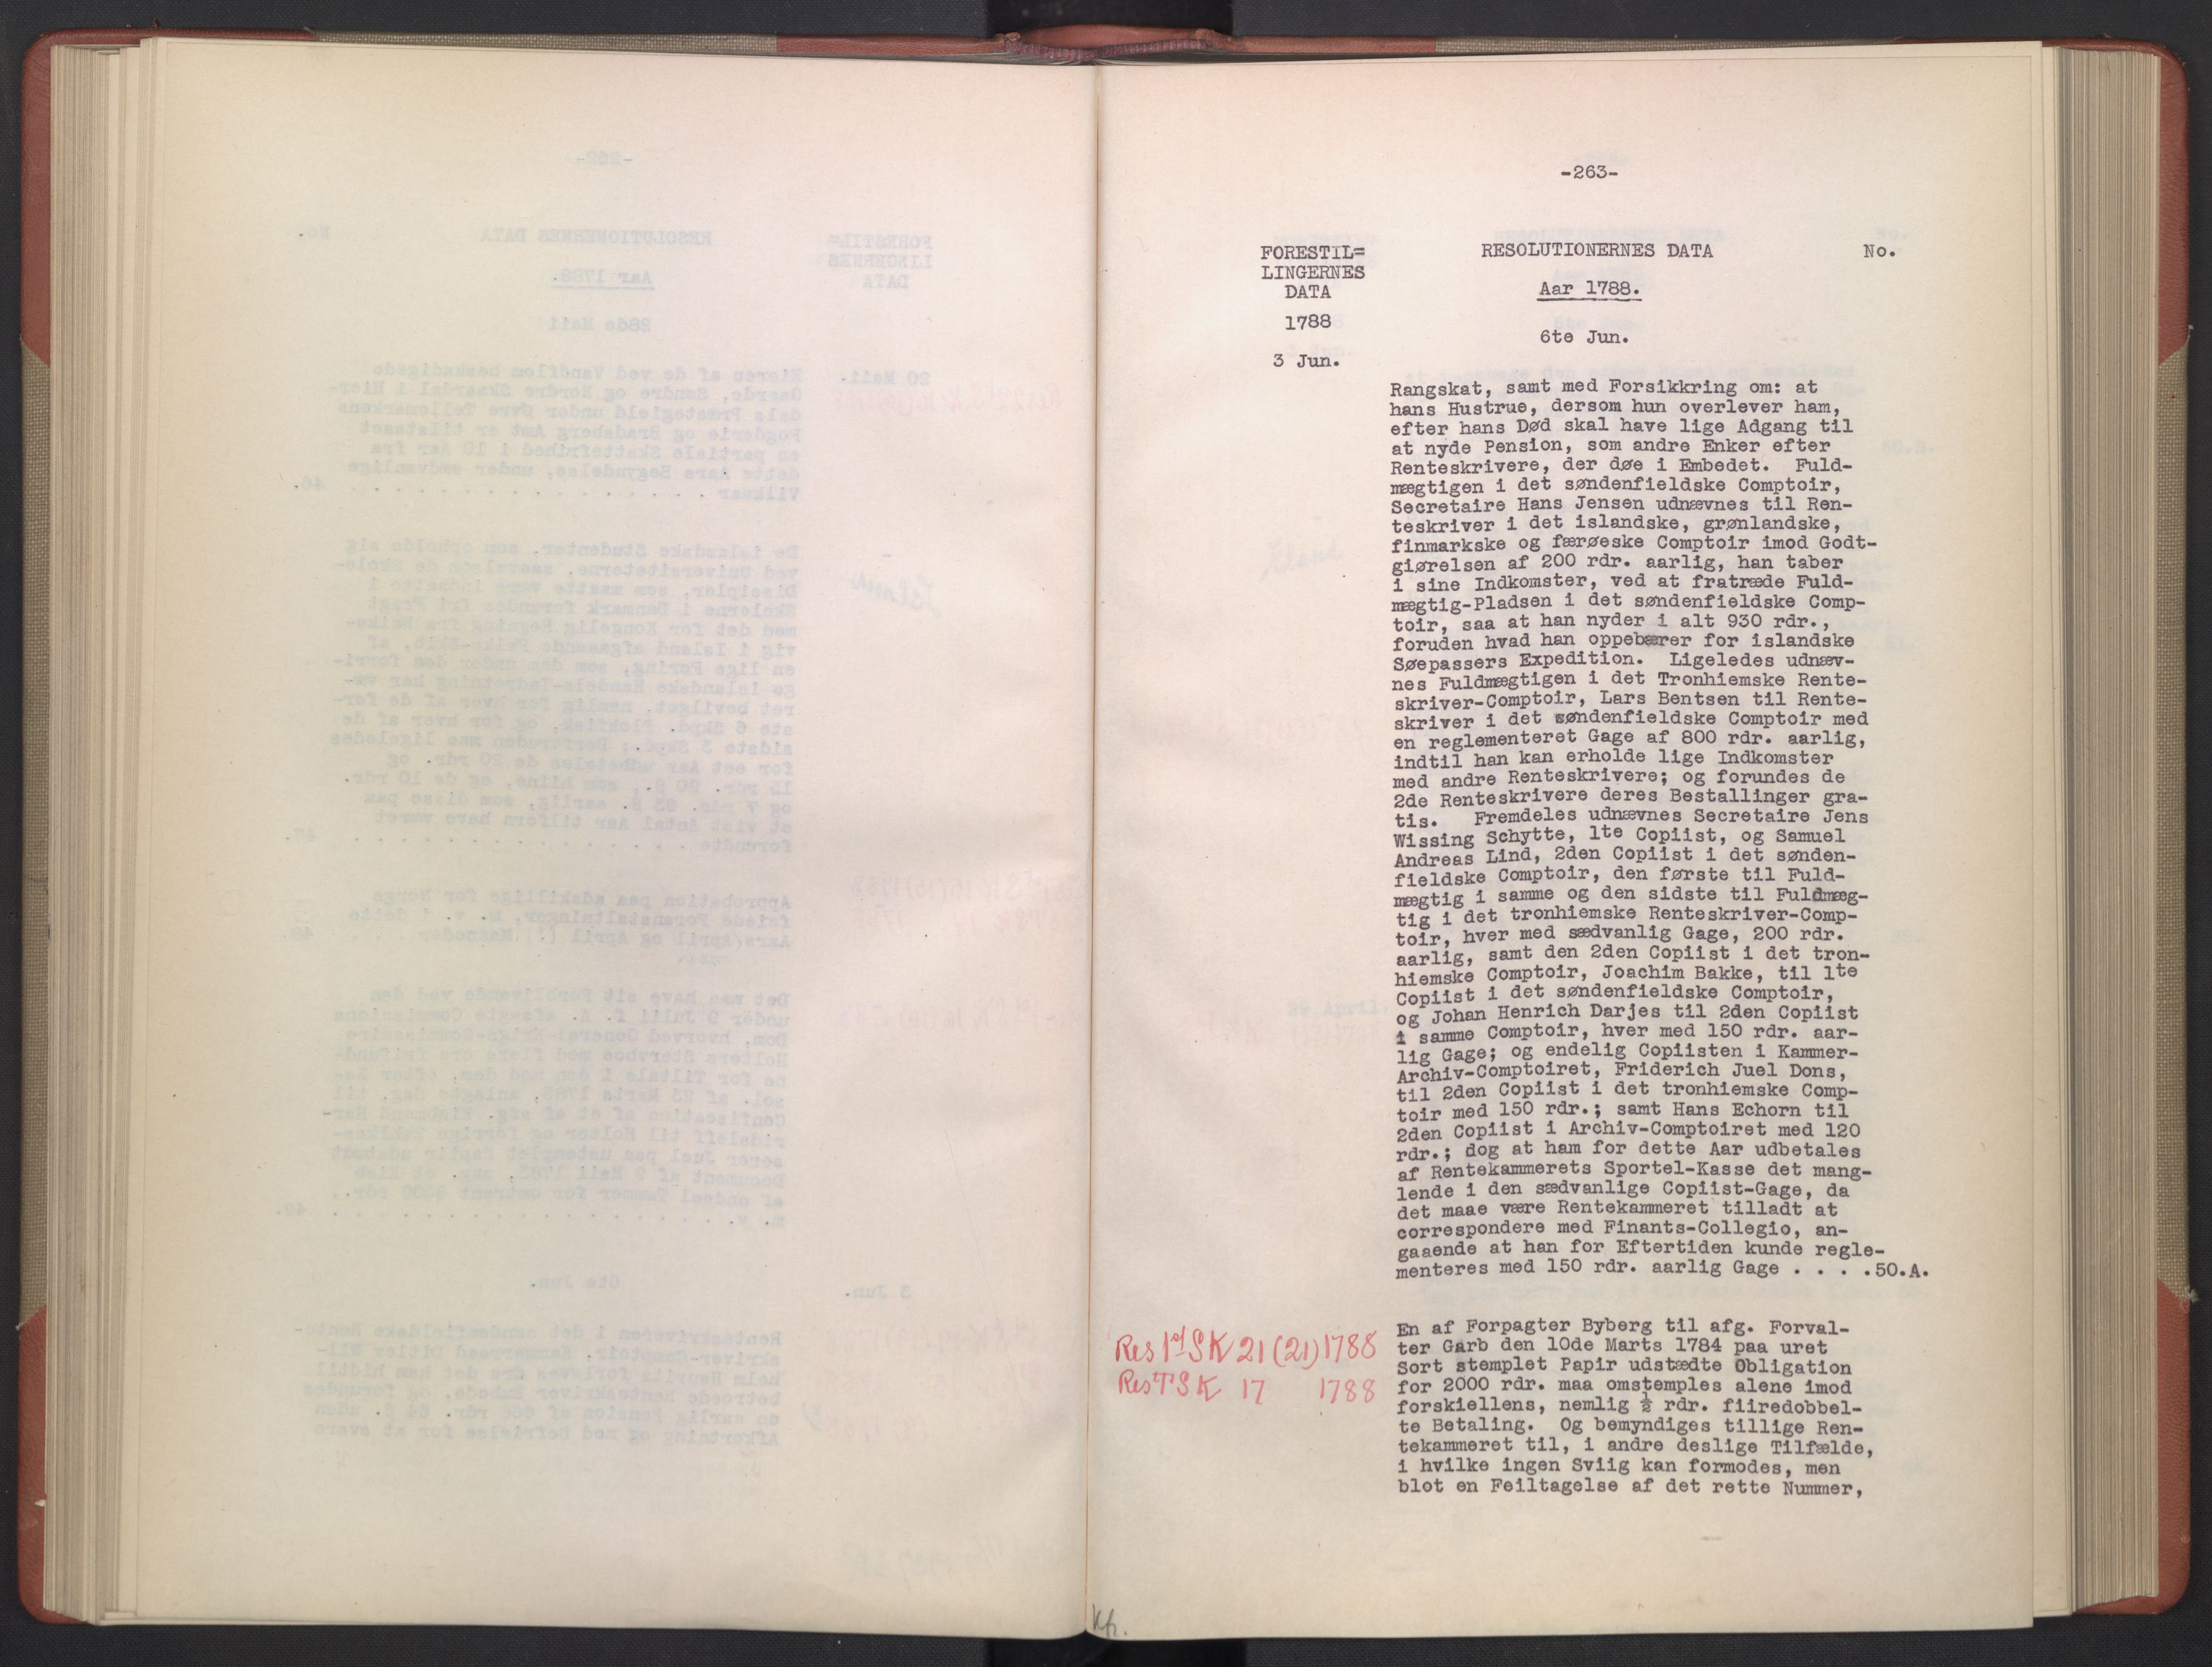 -263-
FORESTIL=
LINGERNES
DATA
RESOLUTIONERNES DATA
No.
Aar 1788.
1788
6te Jun.
3 Jun.
Rangskat, samt med Forsikkring om: at
hans Hustrue, dersom hun overlever ham,
efter hans Død skal have lige Adgang til
at nyde Pension, som andre Enker efter
Renteskrivere, der døe i Embedet. Fuld-
mægtigen i det søndenfieldske Comptoir,
Secretaire Hans Jensen udnævnes til Ren-
teskriver i det islandske, grønlandske,
finmarkske og færøeske Comptoir imod Godt-
giørelsen af 200 rdr. aarlig, han taber
i sine Indkomster, ved at fratræde Fuld-
mægtig-Pladsen i det søndenfieldske Comp-
toir, saa at han nyder i alt 930 rdr.,
foruden hvad han oppebærer for islandske
Søepassers Expedition. Ligeledes udnæv-
nes Fuldmægtigen i det Tronhiemske Rente-
skriver-Comptoir, Lars Bentsen til Rente-
skriver i det søndenfieldske Comptoir med
en reglementeret Gage af 800 rdr. aarlig,
indtil han kan erholde lige Indkomster
med andre Renteskrivere; og forundes de
2de Renteskrivere deres Bestallinger gra-
tis. Fremdeles udnævnes Secretaire Jens
Wissing Schytte, 1te Copiist, og Samuel
Andreas Lind, 2den Copiist i det sønden-
fieldske Comptoir, den første til Fuld-
mægtig i samme og den sidste til Fuldmæg-
tig i det tronhiemske Renteskriver-Comp-
toir, hver med sædvanlig Gage, 200 rdr.
aarlig, samt den 2den Copiist i det tron-
hiemske Comptoir, Joachim Bakke, til 1te
Copiist i det søndenfieldske Comptoir,
og Johan Henrich Darjes til 2den Copiist
i samme Comptoir, hver med 150 rdr. aar-
lig Gage; og endelig Copiisten i Kammer-
Archiv-Comptoiret, Friderich Juel Dons,
til 2den Copiist i det tronhiemske Comp-
toir med 150 rdr.; samt Hans Echorn til
2den Copiist i Archiv-Comptoiret med 120
rdr.; dog at ham for dette Aar udbetales
af Rentekammerets Sportel-Kasse det mang-
lende i den sædvanlige Copiist-Gage, da
det maae være Rentekammeret tilladt at
correspondere med Finants-Collegio, an-
gaaende at han for Eftertiden kunde regle-
menteres med 150 rdr. aarlig Gage . . . .50.A.
En af Forpagter Byberg til afg. Forval-
ter Garb den 10de Marts 1784 paa uret
Sort stemplet Papir udstædte Obligation
for 2000 rdr. maa omstemples alene imod
forskiellens, nemlig ½ rdr. fiiredobbel-
te Betaling. Og bemyndiges tillige Ren-
tekammeret til, i andre deslige Tilfælde,
i hvilke ingen Sviig kan formodes, men
blot en Feiltagelse af det rette Nummer,
Res 1st SK 21 (21) 1788
Res T SK 17 1788